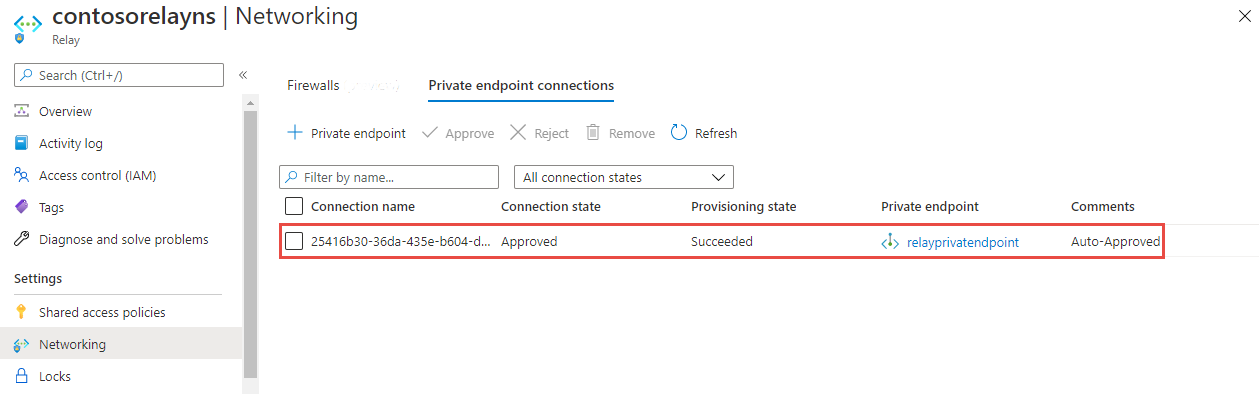 contosorelayns | Networking
Relay
Search (Ctrl+/)
Overview
Activity log
Access control (IAM)
Tags
Diagnose and solve problems
Settings
Shared access policies
Networking
Locks
Firewalls
Private endpoint connections
Private endpoint
Approve
Reject
Remove
Refresh
Filter by name...
All connection states
Connection name Connection state Provisioning state Private endpoint Comments
25416b30-36da-435e-b604-d... Approved Succeeded relayprivatendpoint Auto-Approved